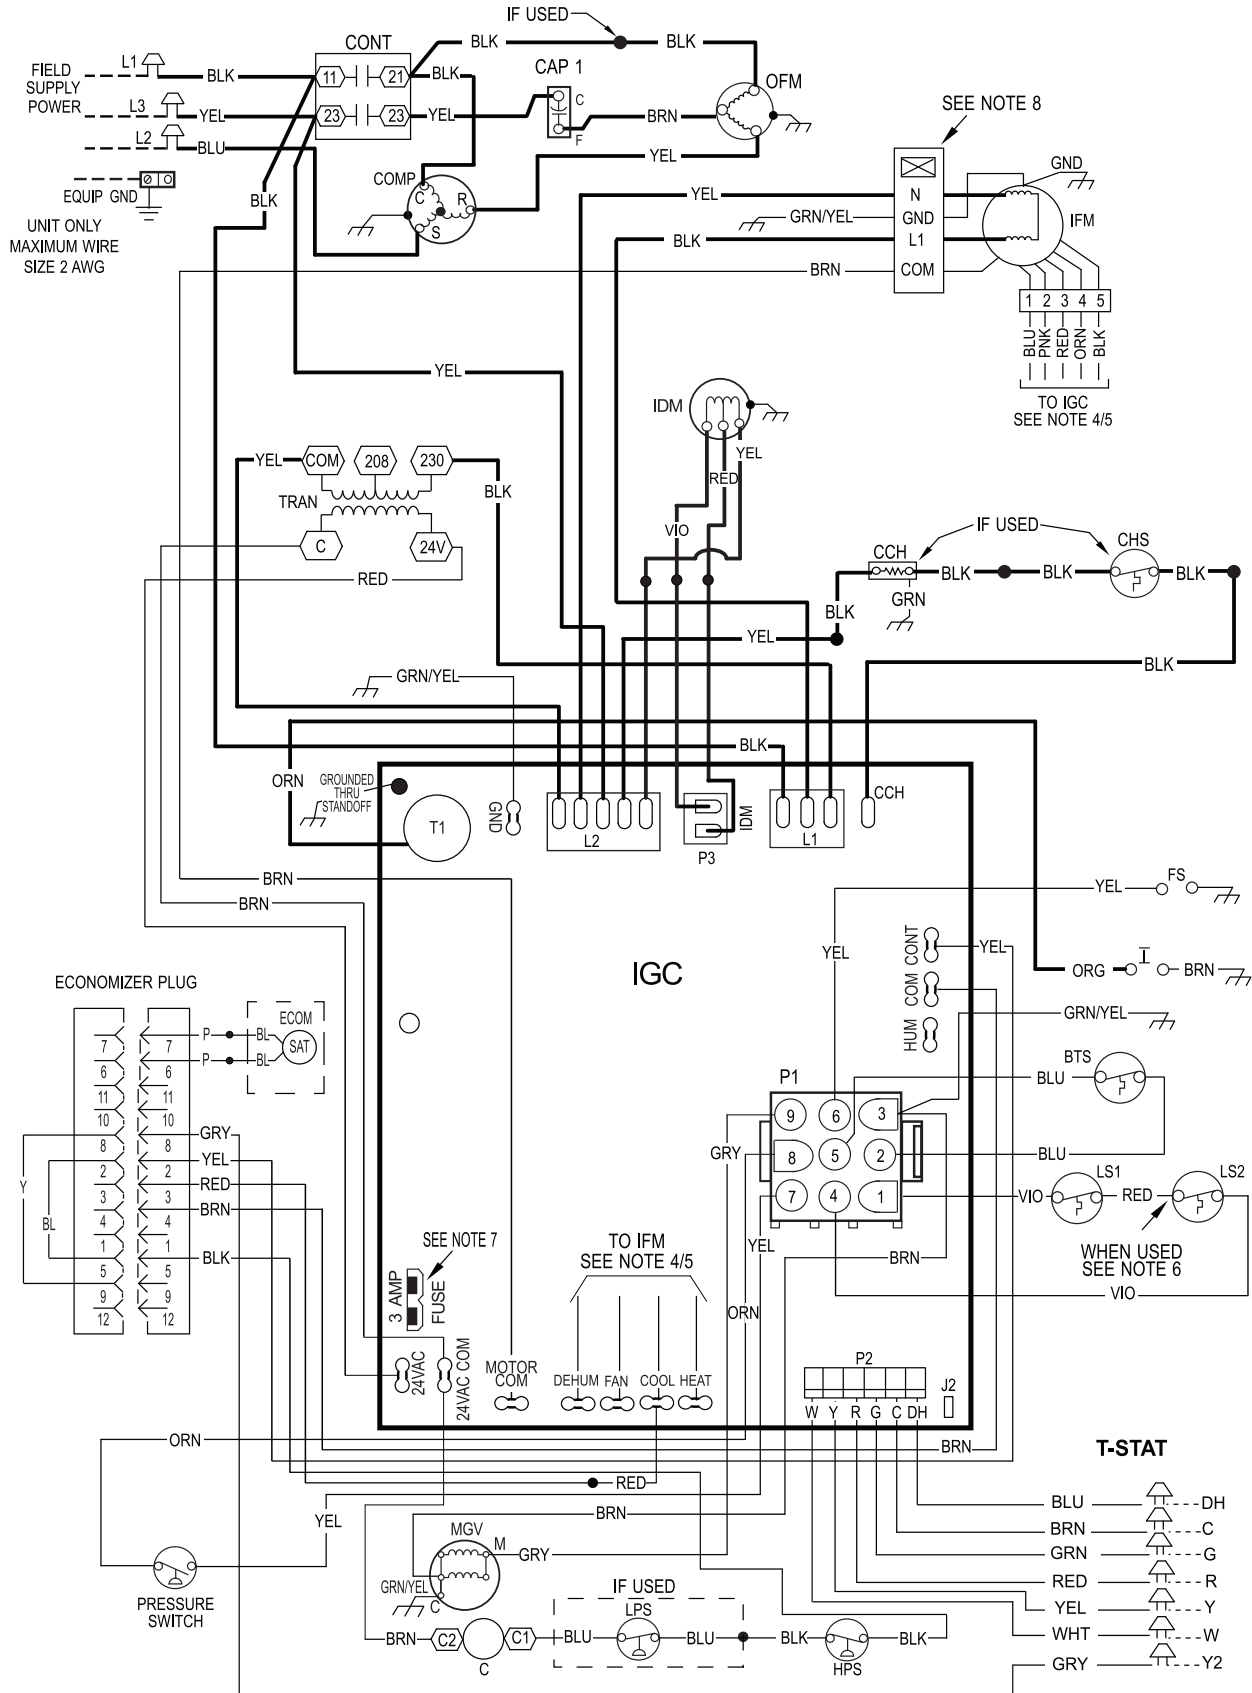 IF USED
CONT
BLK
BLK
L1
BLK
11
21
BLK
CAP 1
OFM
FIELD
SUPPLY
POWER
L3
YEL
23
23
YEL
C
F
BRN
SEE NOTE 8
L2
BLU
YEL
GND
EQUIP GND
COMP
C
R
S
BLK
YEL
N
GRN/YEL
GND
IFM
UNIT ONLY
MAXIMUM WIRE
SIZE 2 AWG
BLK
L1
BRN
COM
1 2 3 4 5
BLU
PNK
RED
ORN
BLK
TO IGC
SEE NOTE 4/5
YEL
IDM
YEL
RED
VIO
YEL
COM
208
230
BLK
TRAN
C
24V
RED
IF USED
CCH
CHS
BLK
BLK
BLK
GRN
BLK
YEL
BLK
GRN/YEL
BLK
ORN
GROUNDED
THRU
STANDOFF
T1
GND
L2
P3
IDM
L1
CCH
BRN
BRN
YEL
FS
YEL
CONT
YEL
IGC
COM
ORG
I
BRN
HUM
GRN/YEL
ECONOMIZER PLUG
ECOM
SAT
P
BL
P
BL
7
6
11
10
8
2
3
4
1
5
9
12
7
6
11
10
8
2
3
4
1
5
9
12
GRY
YEL
RED
BRN
BLK
Y
BL
P1
9 6 3
8 5 2
7 4 1
GRY
BLU
BTS
BLU
LS1
LS2
VIO
RED
WHEN USED
SEE NOTE 6
VIO
YEL
BRN
ORN
SEE NOTE 7
3 AMP
FUSE
TO IFM
SEE NOTE 4/5
24VAC
24VAC COM
MOTOR
COM
DEHUM
FAN
COOL
HEAT
P2
J2
W Y R G C DH
ORN
BRN
T-STAT
RED
YEL
BRN
BLU
DH
BRN
C
GRN
G
RED
R
YEL
Y
WHT
W
GRY
Y2
PRESSURE
SWITCH
MGV
M
GRY
GRN/YEL
C
IF USED
LPS
BRN
C2
C1
C
BLU
BLU
BLK
HPS
BLK